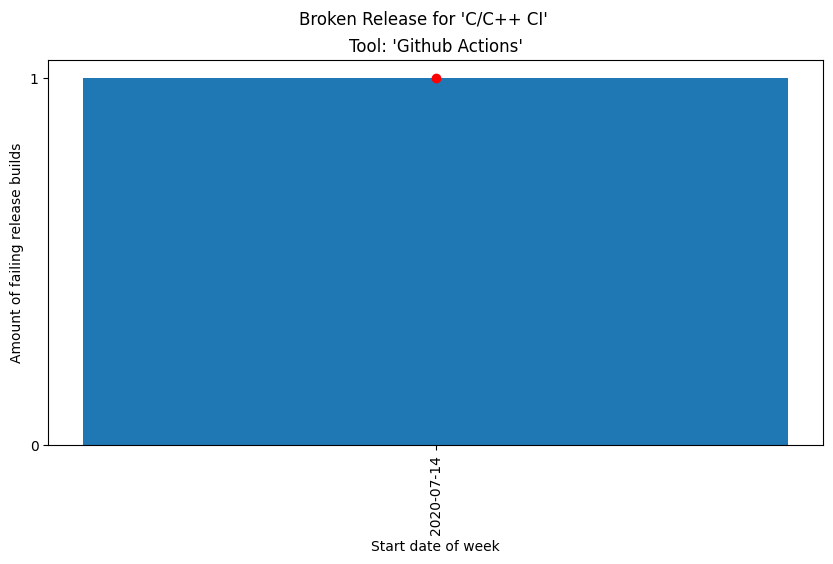 Broken Release for 'C/C++ CI'
Tool: 'Github Actions'
Amount of failing release builds
1
0
2020-07-14
Start date of week